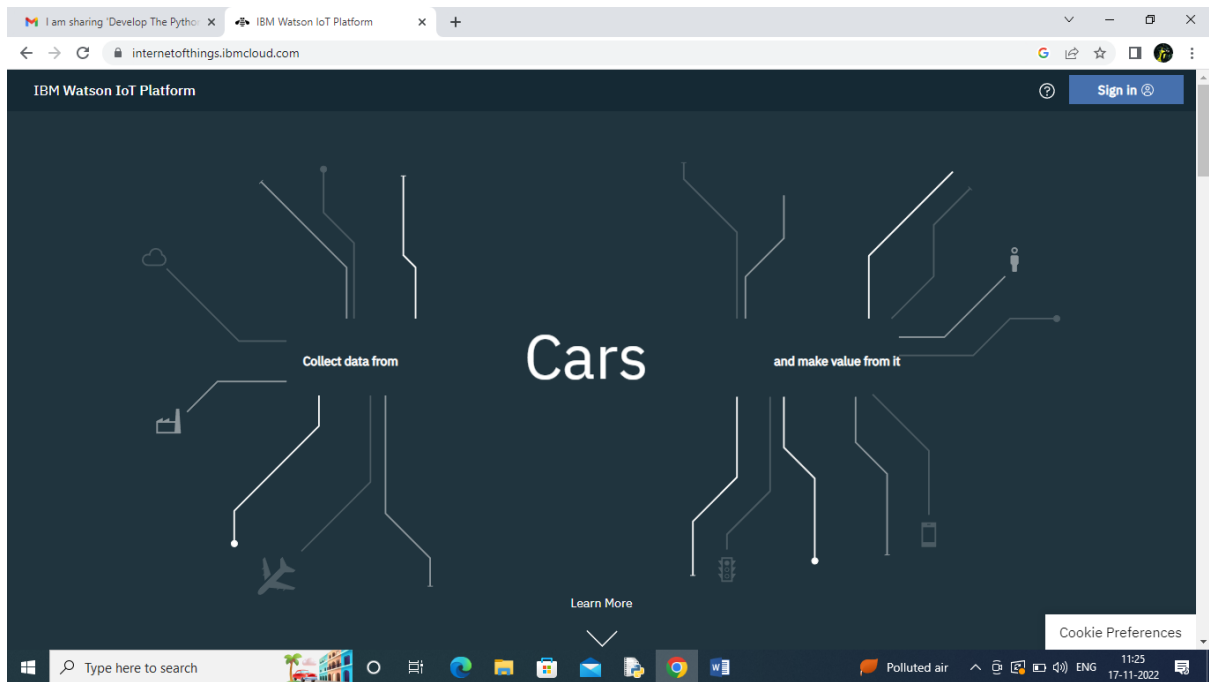 I am sharing 'Develop The Pytho
IBM Watson IoT Platform
internetofthings.ibmcloud.com
IBM Watson IoT Platform
Sign in
Collect data from
Cars
and make value from it
Learn More
Cookie Preferences
Type here to search
Polluted air
ENG
11:25
17-11-2022